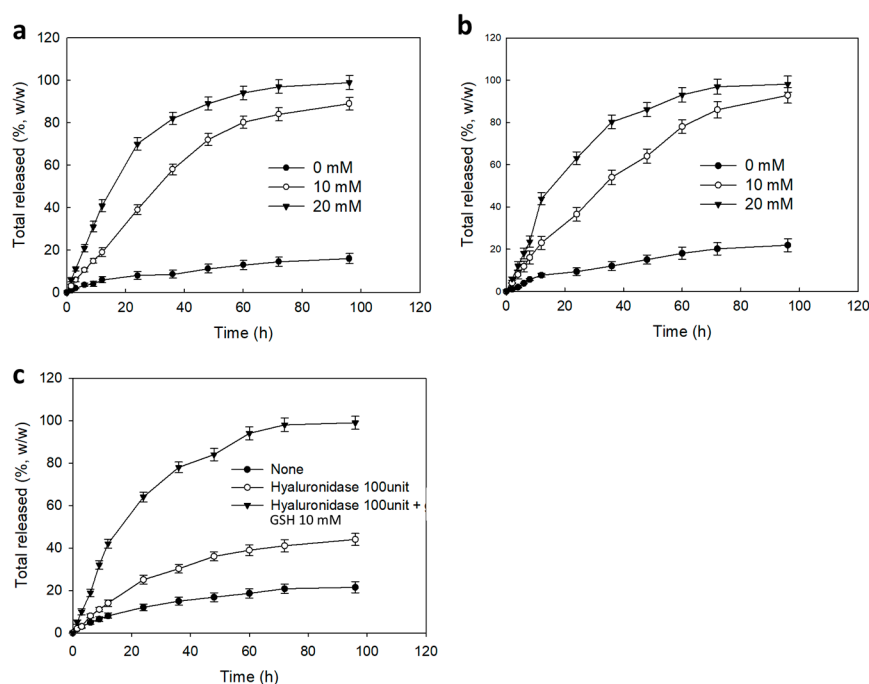 a
120
100
80
60
40
20
0
Total released (%, w/w)
0 mM
10 mM
20 mM
0 20 40 60 80 100 120
Time (h)
b
120
100
80
60
40
20
0
Total released (%, w/w)
0 mM
10 mM
20 mM
0 20 40 60 80 100 120
Time (h)
c
120
100
80
60
40
20
0
Total released (%, w/w)
None
Hyaluronidase 100unit
Hyaluronidase 100unit +
GSH 10 mM
0 20 40 60 80 100 120
Time (h)